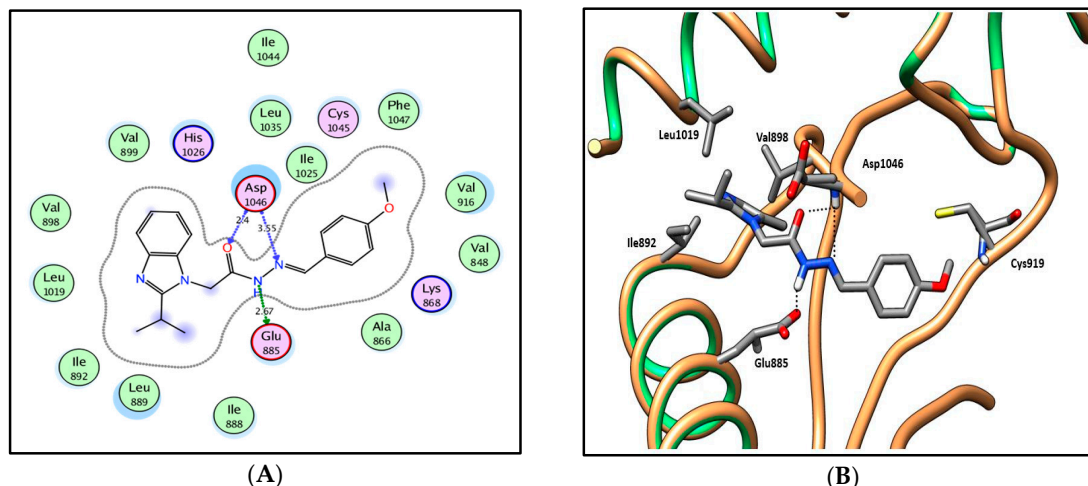 Ile
1044
Leu
1035
Cys
1045
Phe
1047
Val
899
His
1026
Ile
1025
Asp
1046
Val
916
Val
898
2.4
3.55
O
O
N
N
N
N
H
Val
848
Leu
1019
Lys
868
2.67
Ala
866
Glu
885
Ile
892
Leu
889
Ile
888
(A)
Leu1019
Val898
Asp1046
Ile892
Cys919
Glu885
(B)